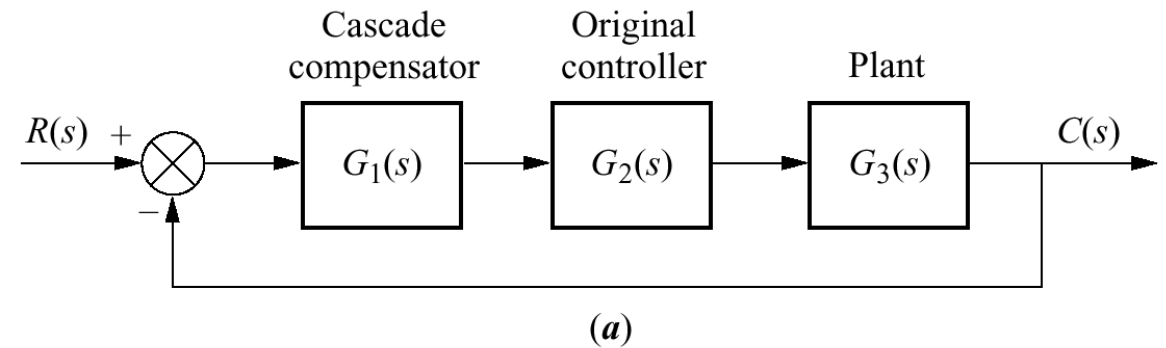 Cascade
compensator
Original
controller
Plant
R(s) +
G₁(s)
G₂(s)
G₃(s)
C(s)
−
(a)